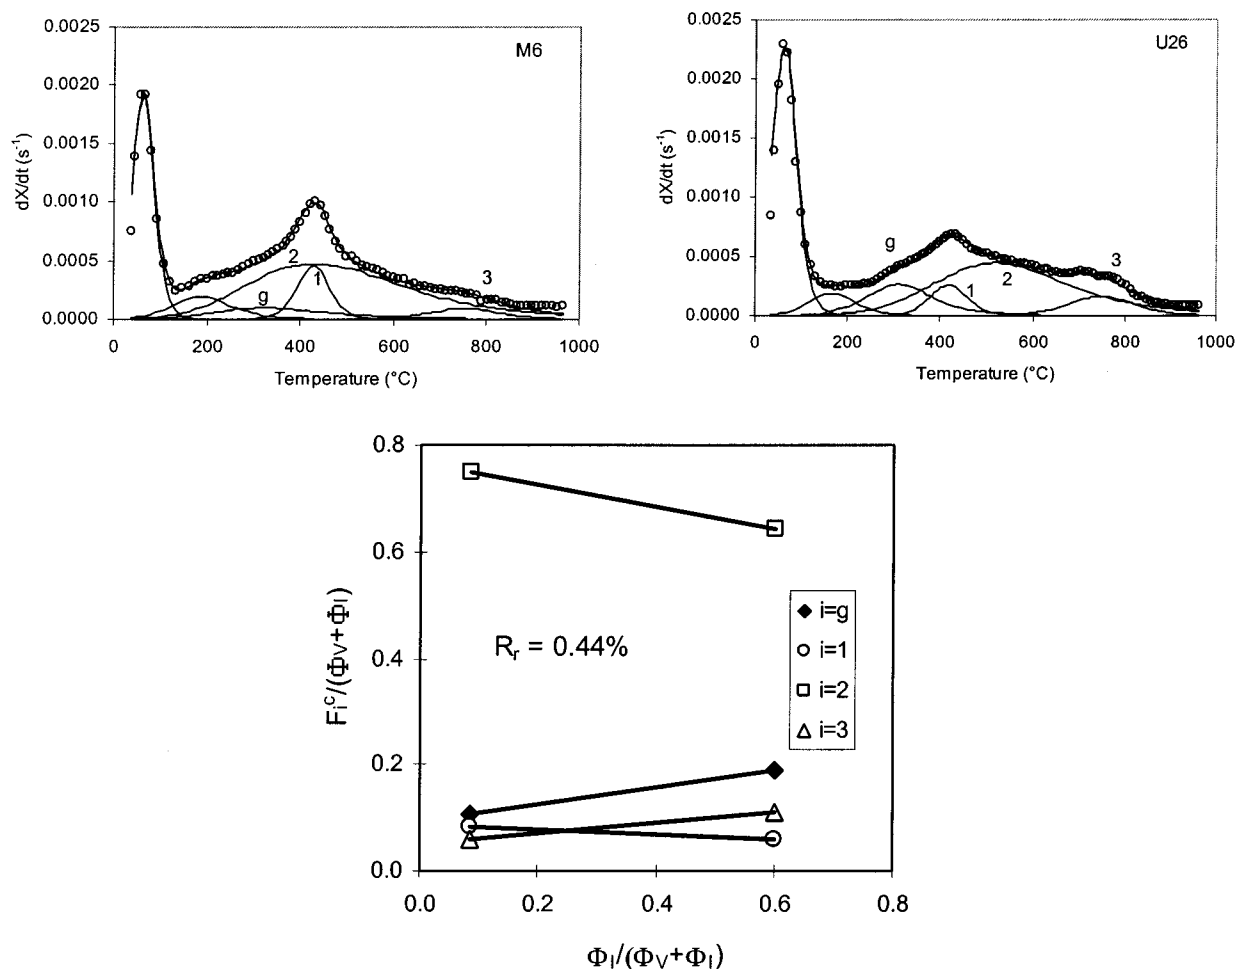 M6
dX/dt (s⁻¹)
0.0025
0.0020
0.0015
0.0010
0.0005
0.0000
2
1
g
3
0 200 400 600 800 1000
Temperature (°C)
U26
dX/dt (s⁻¹)
0.0025
0.0020
0.0015
0.0010
0.0005
0.0000
g
1
2
3
0 200 400 600 800 1000
Temperature (°C)
Fᵢᶜ/(Φ_V+Φ_I)
0.8
0.6
0.4
0.2
0.0
R_r = 0.44%
i=g
i=1
i=2
i=3
0.0 0.2 0.4 0.6 0.8
Φ_I/(Φ_V+Φ_I)